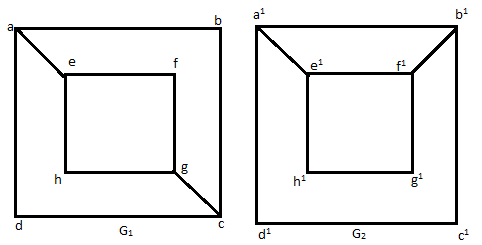 a b
e f
h g
d c
G₁
a¹ b¹
e¹ f¹
h¹ g¹
d¹ c¹
G₂